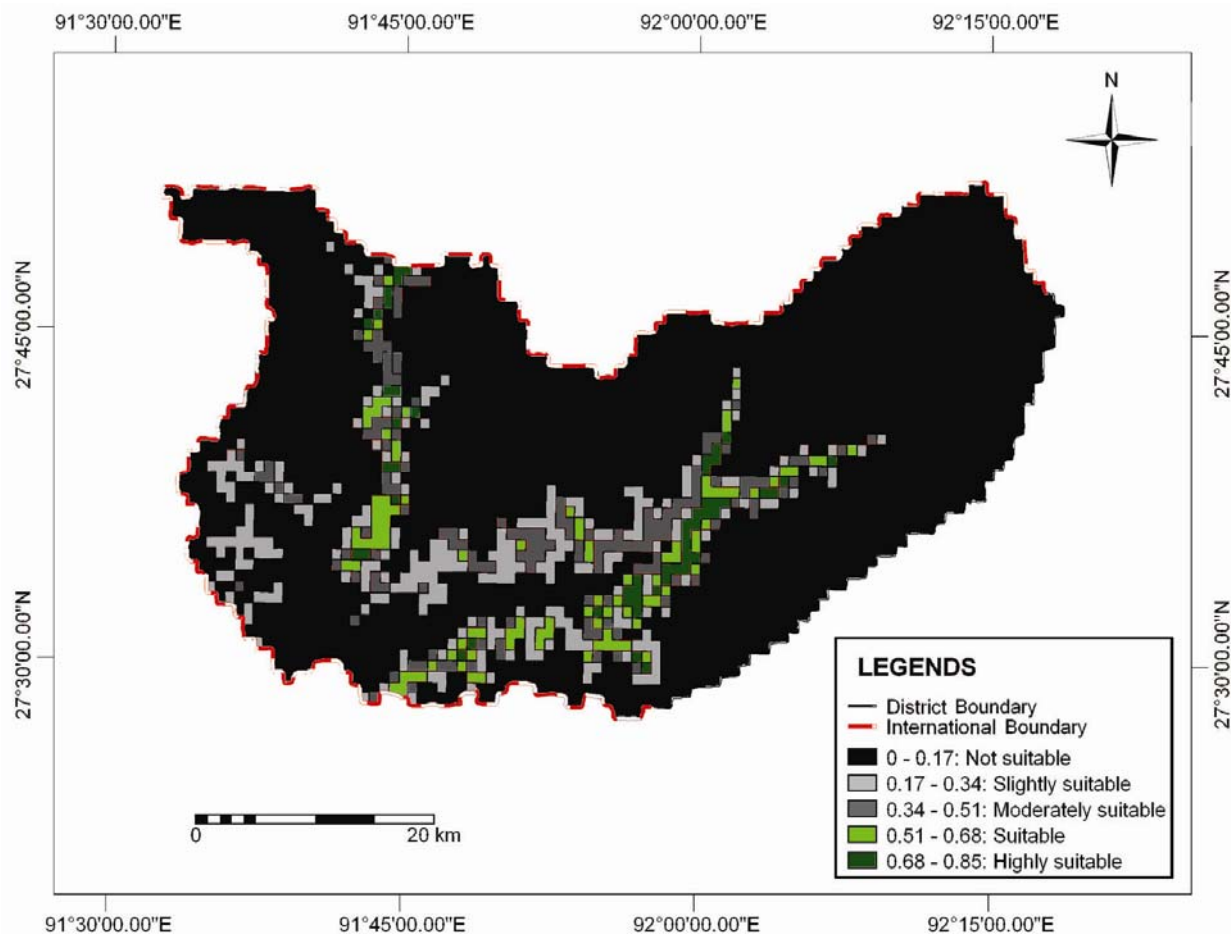 91°30'00.00"E 91°45'00.00"E 92°00'00.00"E 92°15'00.00"E
N
27°45'00.00"N
27°45'00.00"N
27°30'00.00"N
27°30'00.00"N
LEGENDS
District Boundary
International Boundary
0 - 0.17: Not suitable
0.17 - 0.34: Slightly suitable
0.34 - 0.51: Moderately suitable
0.51 - 0.68: Suitable
0.68 - 0.85: Highly suitable
0 20 km
91°30'00.00"E 91°45'00.00"E 92°00'00.00"E 92°15'00.00"E